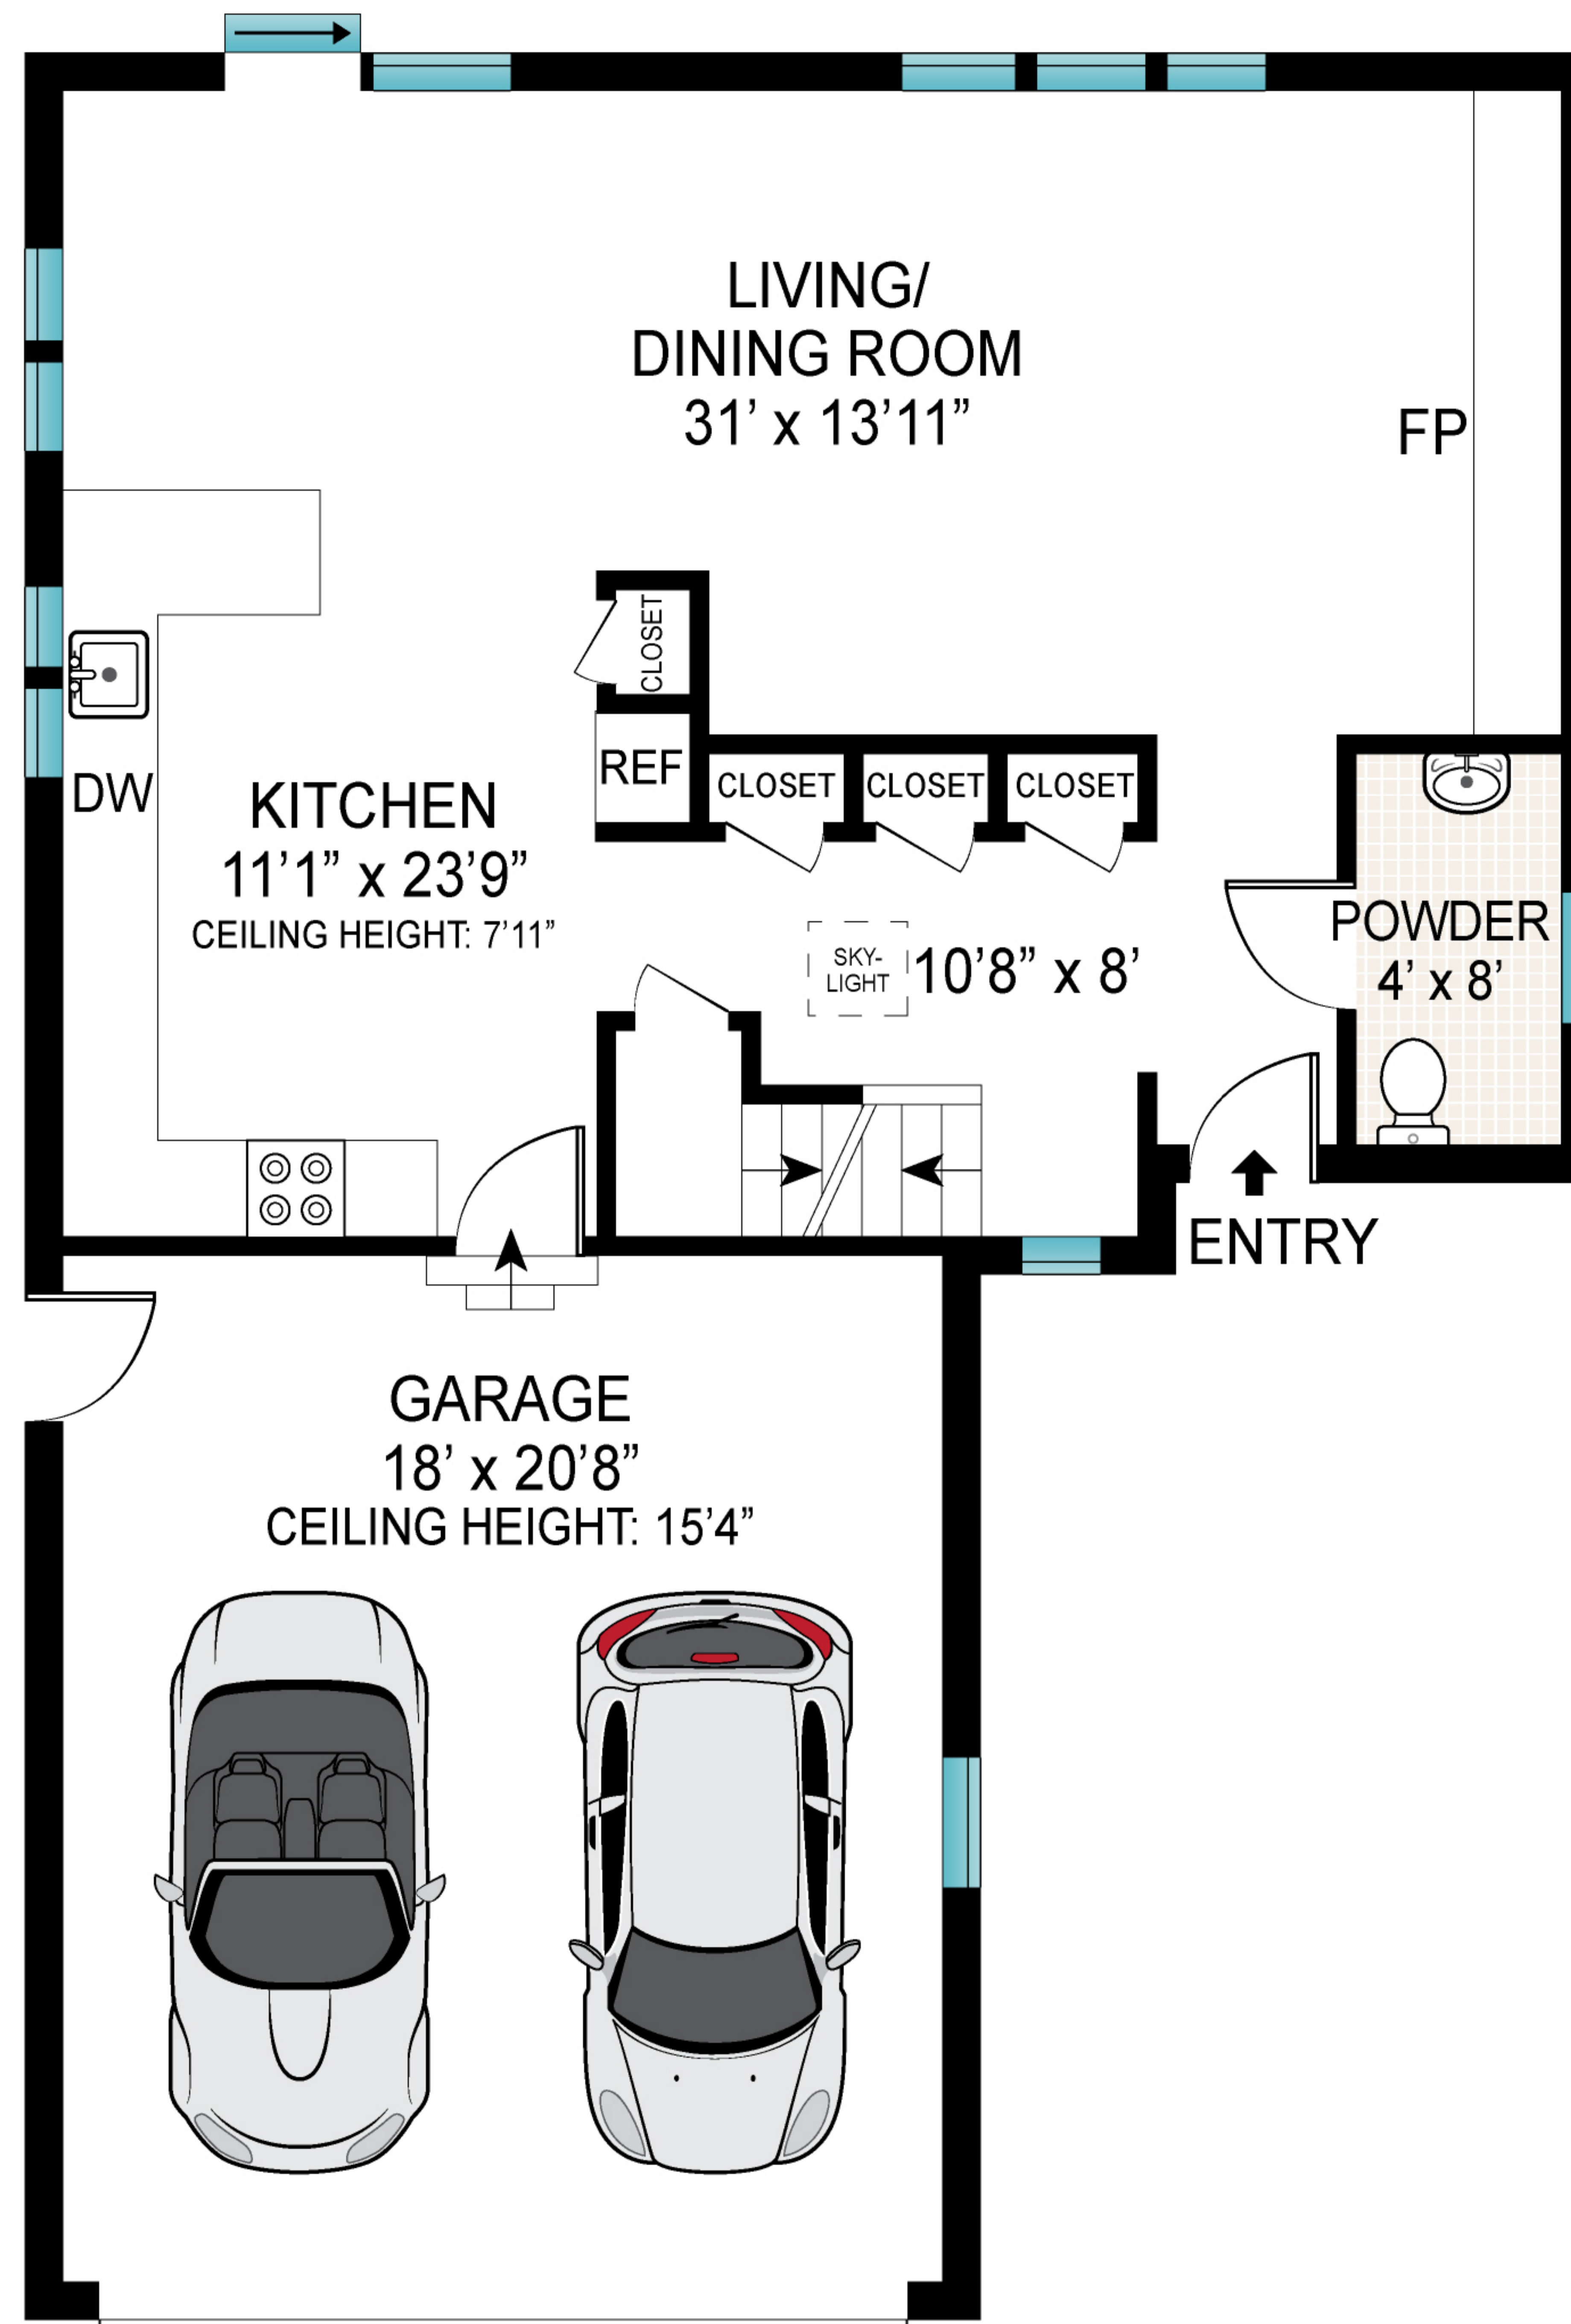 LIVING/
DINING ROOM
31’ x 13’11”
FP
CLOSET
REF
CLOSET
CLOSET
CLOSET
DW
KITCHEN
11’1” x 23’9”
CEILING HEIGHT: 7’11”
SKY-
LIGHT
10’8” x 8’
POWDER
4’ x 8’
ENTRY
GARAGE
18’ x 20’8”
CEILING HEIGHT: 15’4”